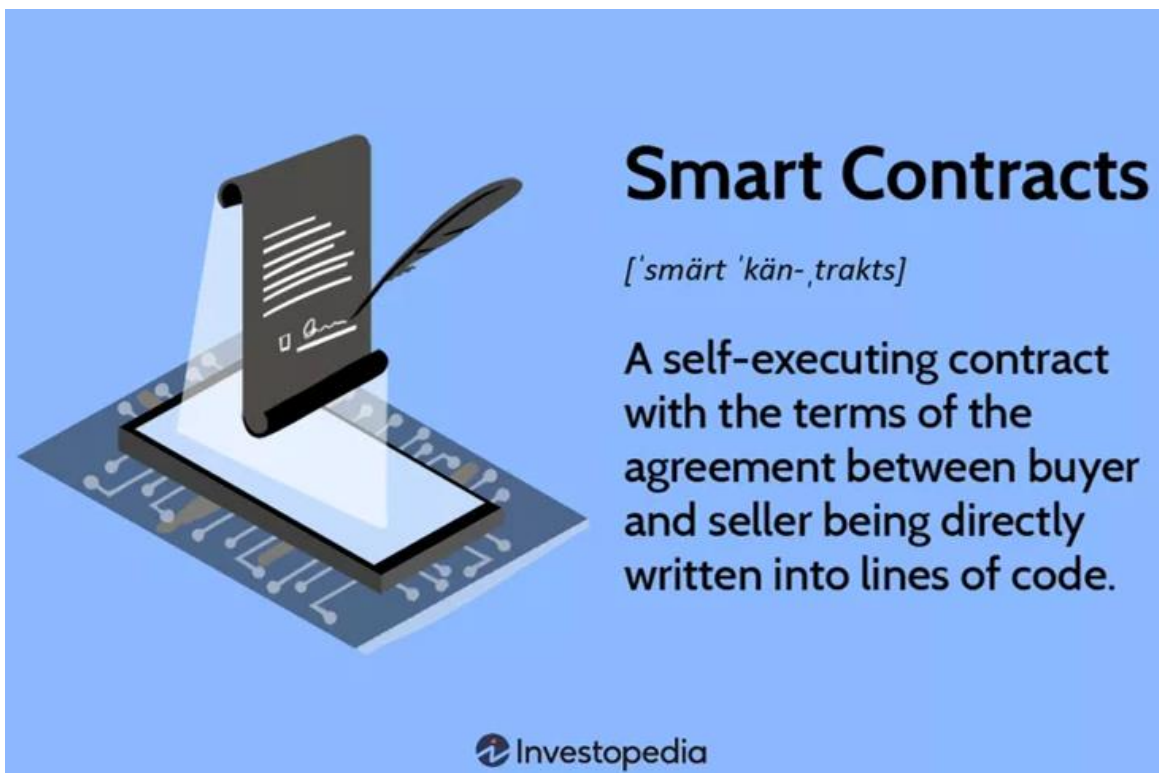 Smart Contracts
[ˈsmärt ˈkän-ˌtrakts]
A self-executing contract
with the terms of the
agreement between buyer
and seller being directly
written into lines of code.
Investopedia